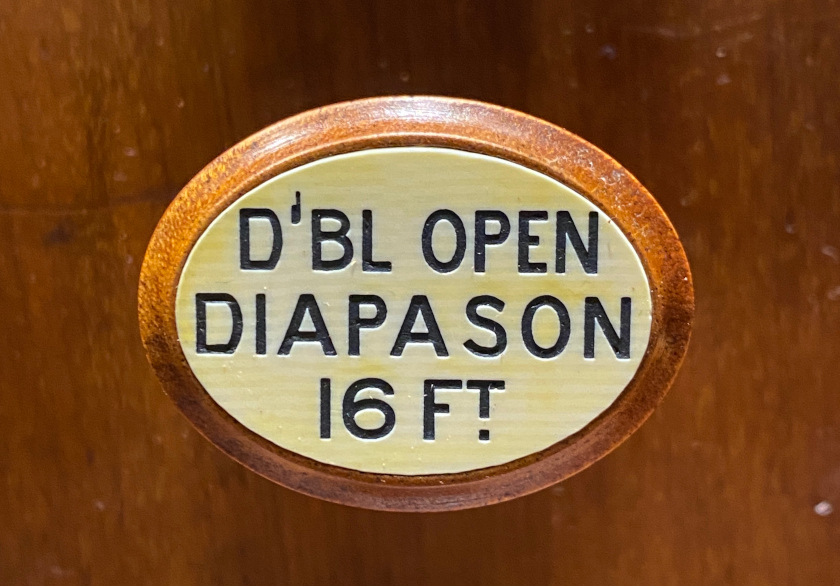 D'BL OPEN
DIAPASON
16 FT.